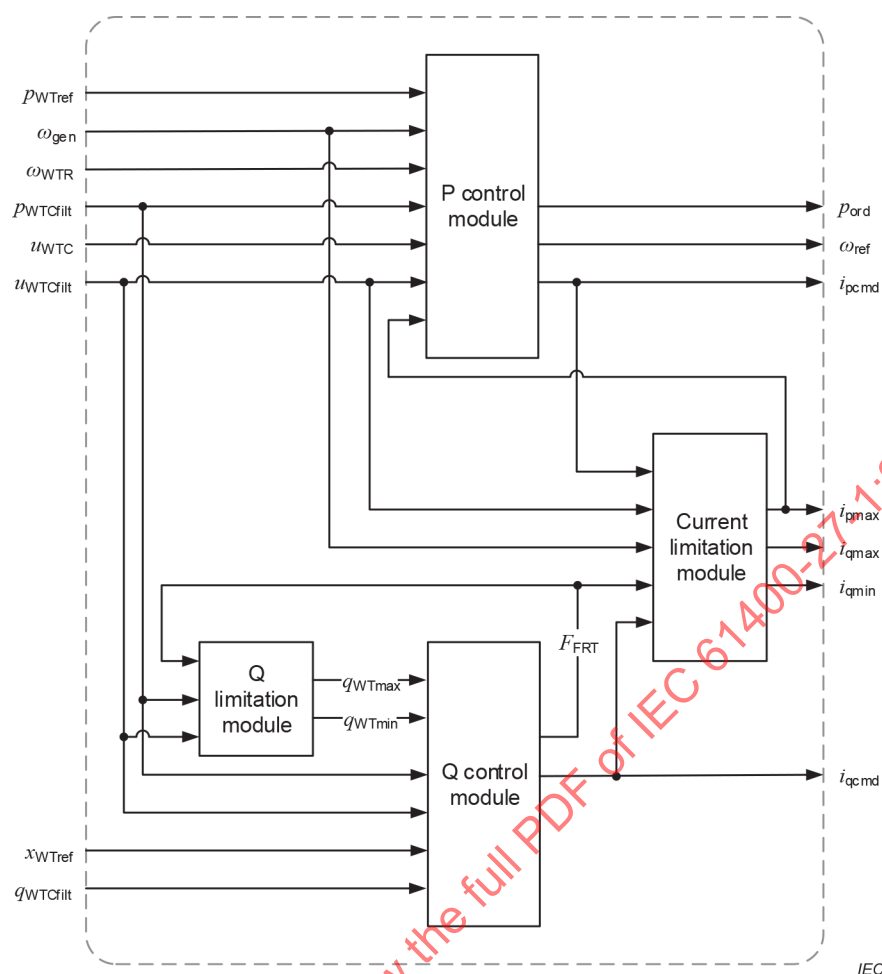 pWTref
ωgen
ωWTR
pWTCfilt
uWTC
uWTCfilt
P control
module
pord
ωref
ipcmd
Current
limitation
module
ipmax
iqmax
iqmin
FFRT
Q
limitation
module
qWTmax
qWTmin
Q control
module
iqcmd
xWTref
qWTCfilt
the full PDF of IEC 61400-27-1:
IEC